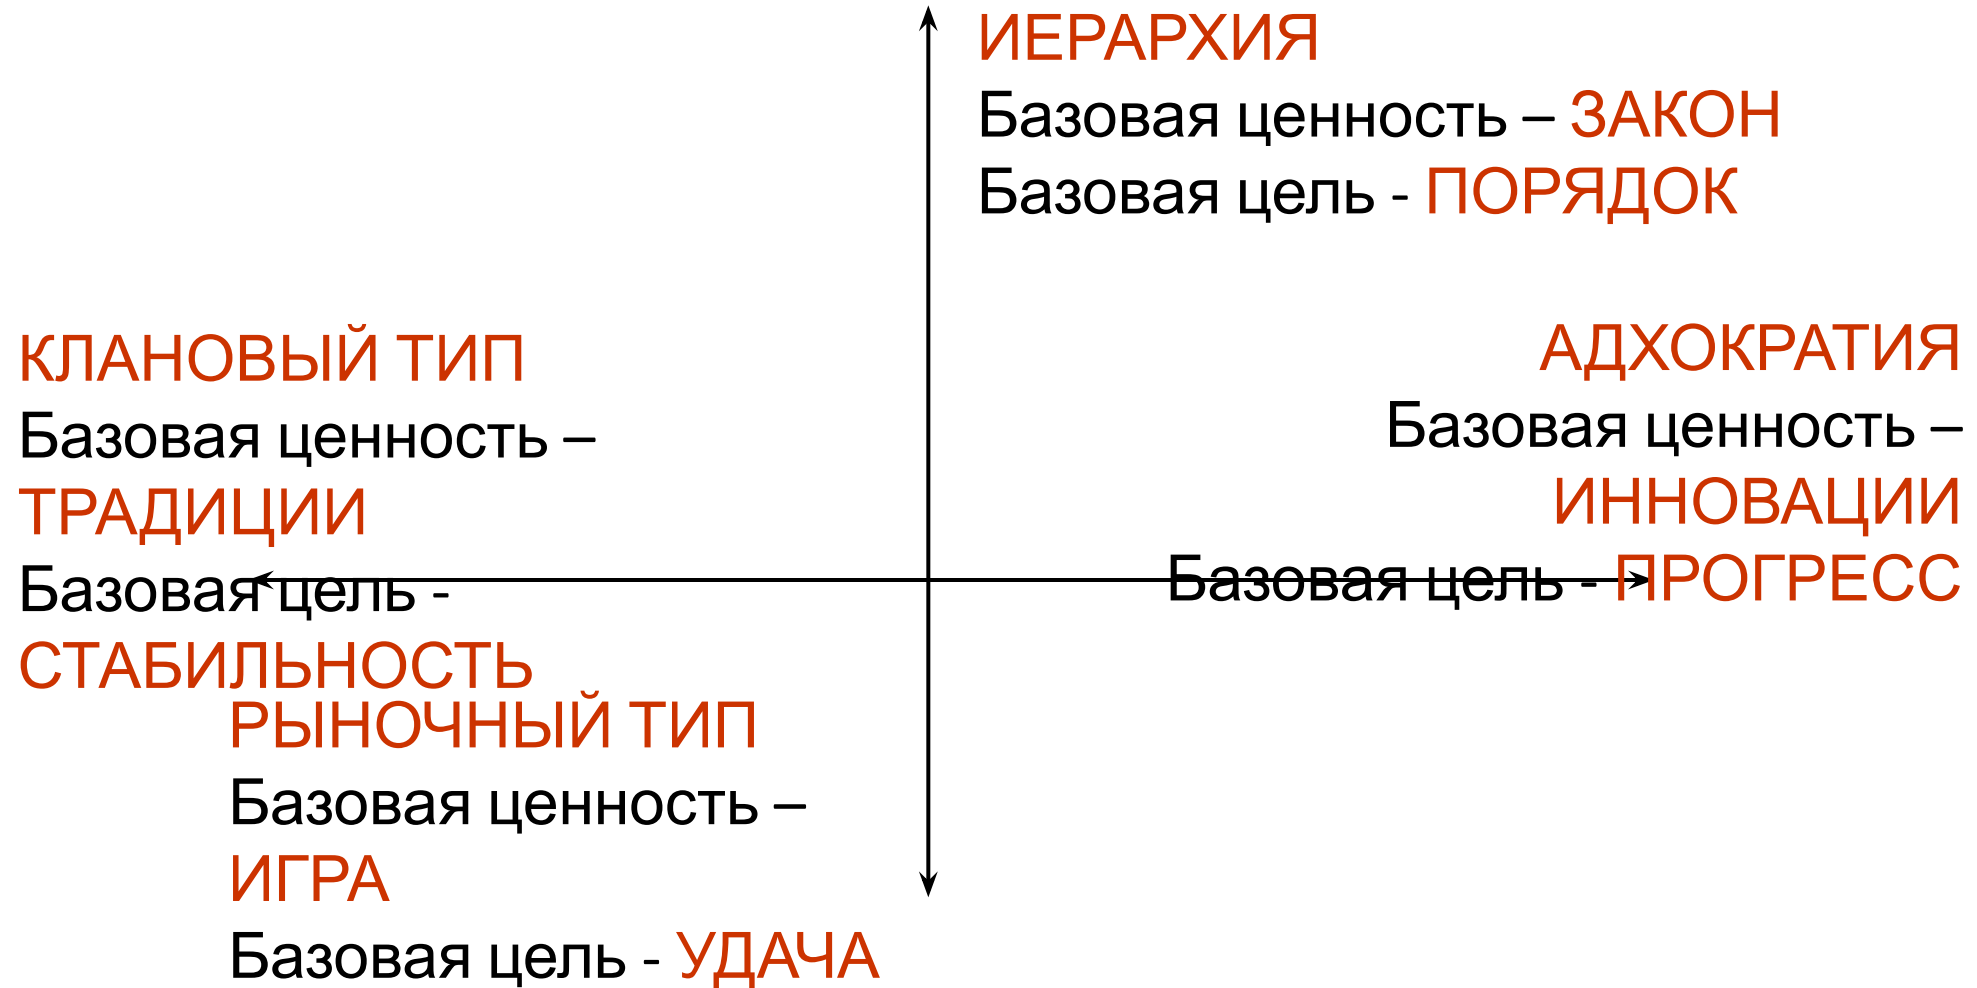 ИЕРАРХИЯ
Базовая ценность – ЗАКОН
Базовая цель - ПОРЯДОК
КЛАНОВЫЙ ТИП
Базовая ценность –
ТРАДИЦИИ
Базовая цель -
СТАБИЛЬНОСТЬ
АДХОКРАТИЯ
Базовая ценность –
ИННОВАЦИИ
Базовая цель - ПРОГРЕСС
РЫНОЧНЫЙ ТИП
Базовая ценность –
ИГРА
Базовая цель - УДАЧА